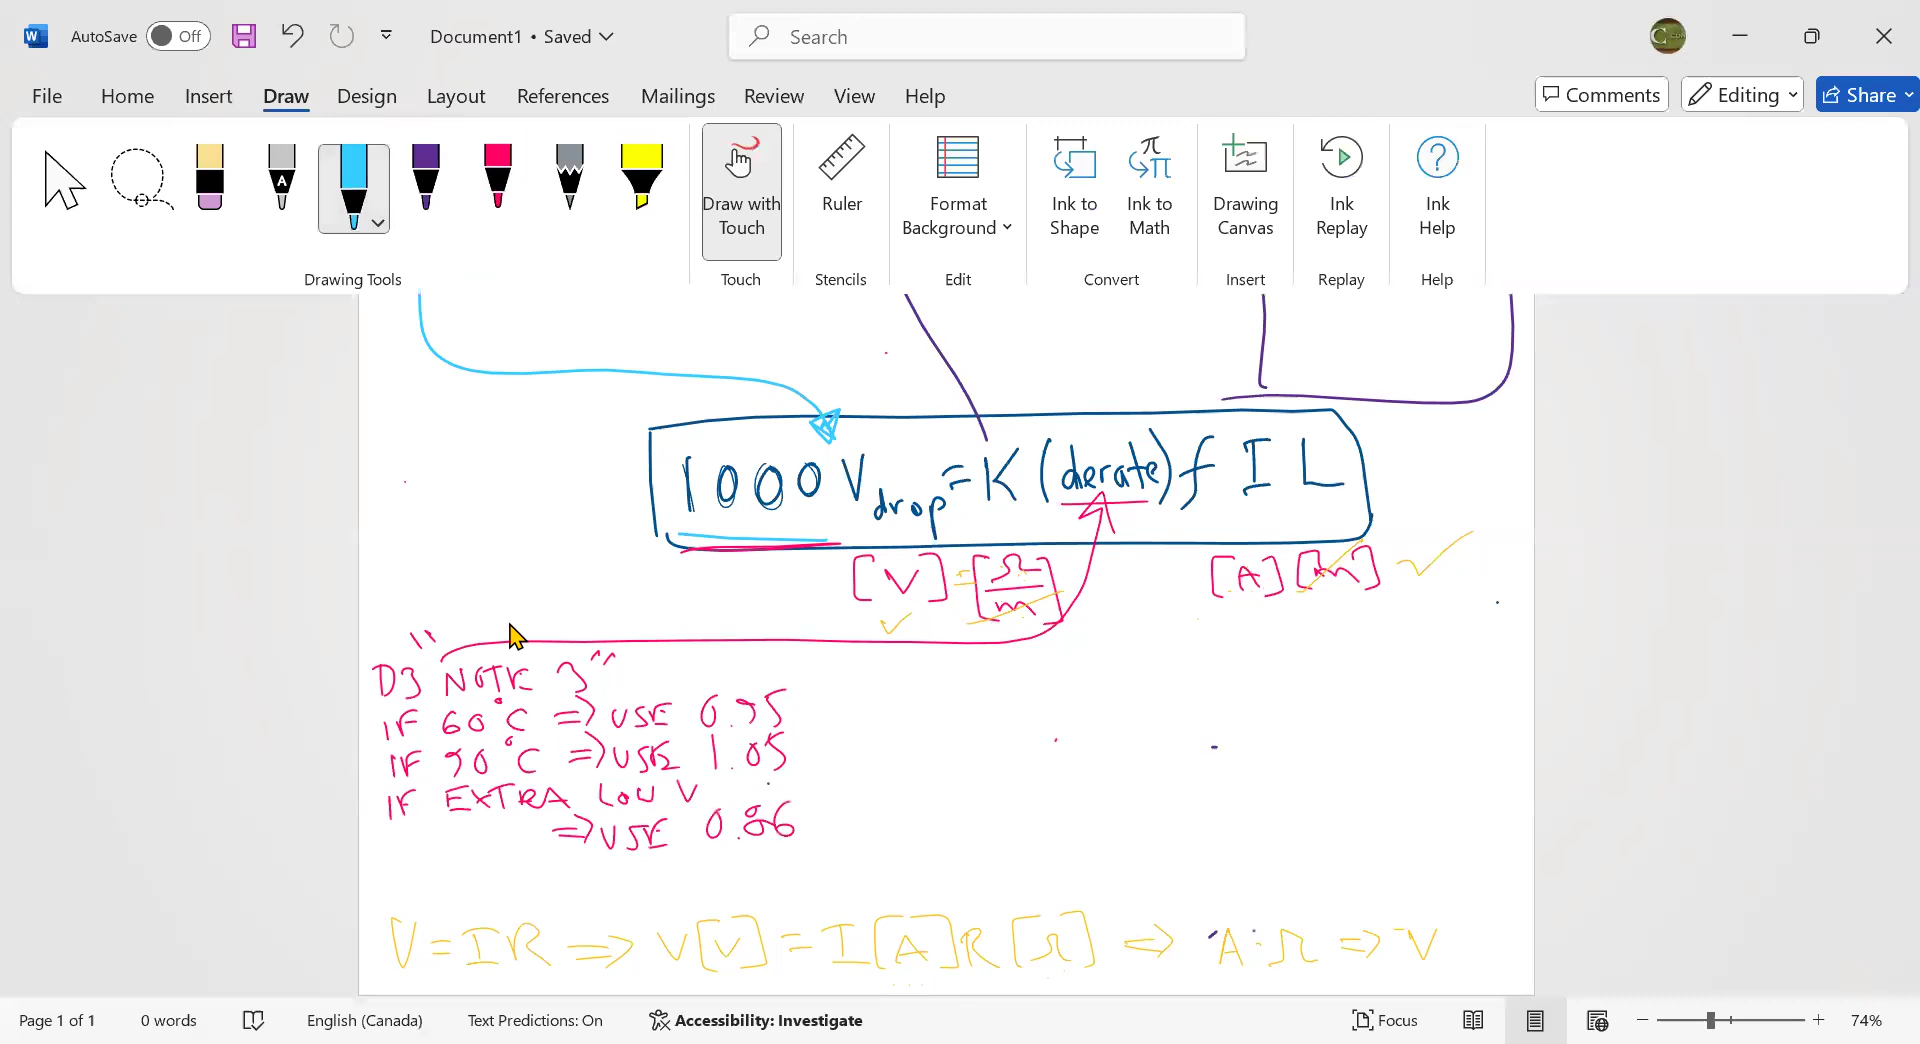 AutoSave Off Document1 • Saved Search
File Home Insert Draw Design Layout References Mailings Review View Help Comments Editing Share
Draw with Touch Ruler Format Background Ink to Shape Ink to Math Drawing Canvas Ink Replay Ink Help
Drawing Tools Touch Stencils Edit Convert Insert Replay Help
1000 Vdrop = K (derate) f I L
[V] = [Ω/m] [A] [m]
"D3 NOTE 3"
IF 60°C => USE 0.95
IF 90°C => USE 1.05
IF EXTRA LOW V
=> USE 0.86
V = IR => V[V] = I[A]R[Ω] => A·Ω => V
Page 1 of 1 0 words English (Canada) Text Predictions: On Accessibility: Investigate Focus 74%